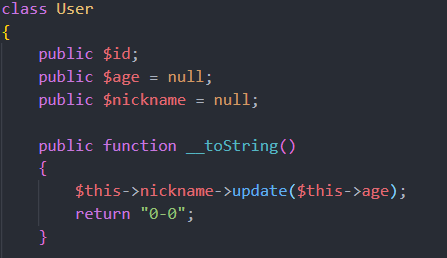 class User
{
    public $id;
    public $age = null;
    public $nickname = null;

    public function __toString()
    {
        $this->nickname->update($this->age);
        return "0-0";
    }